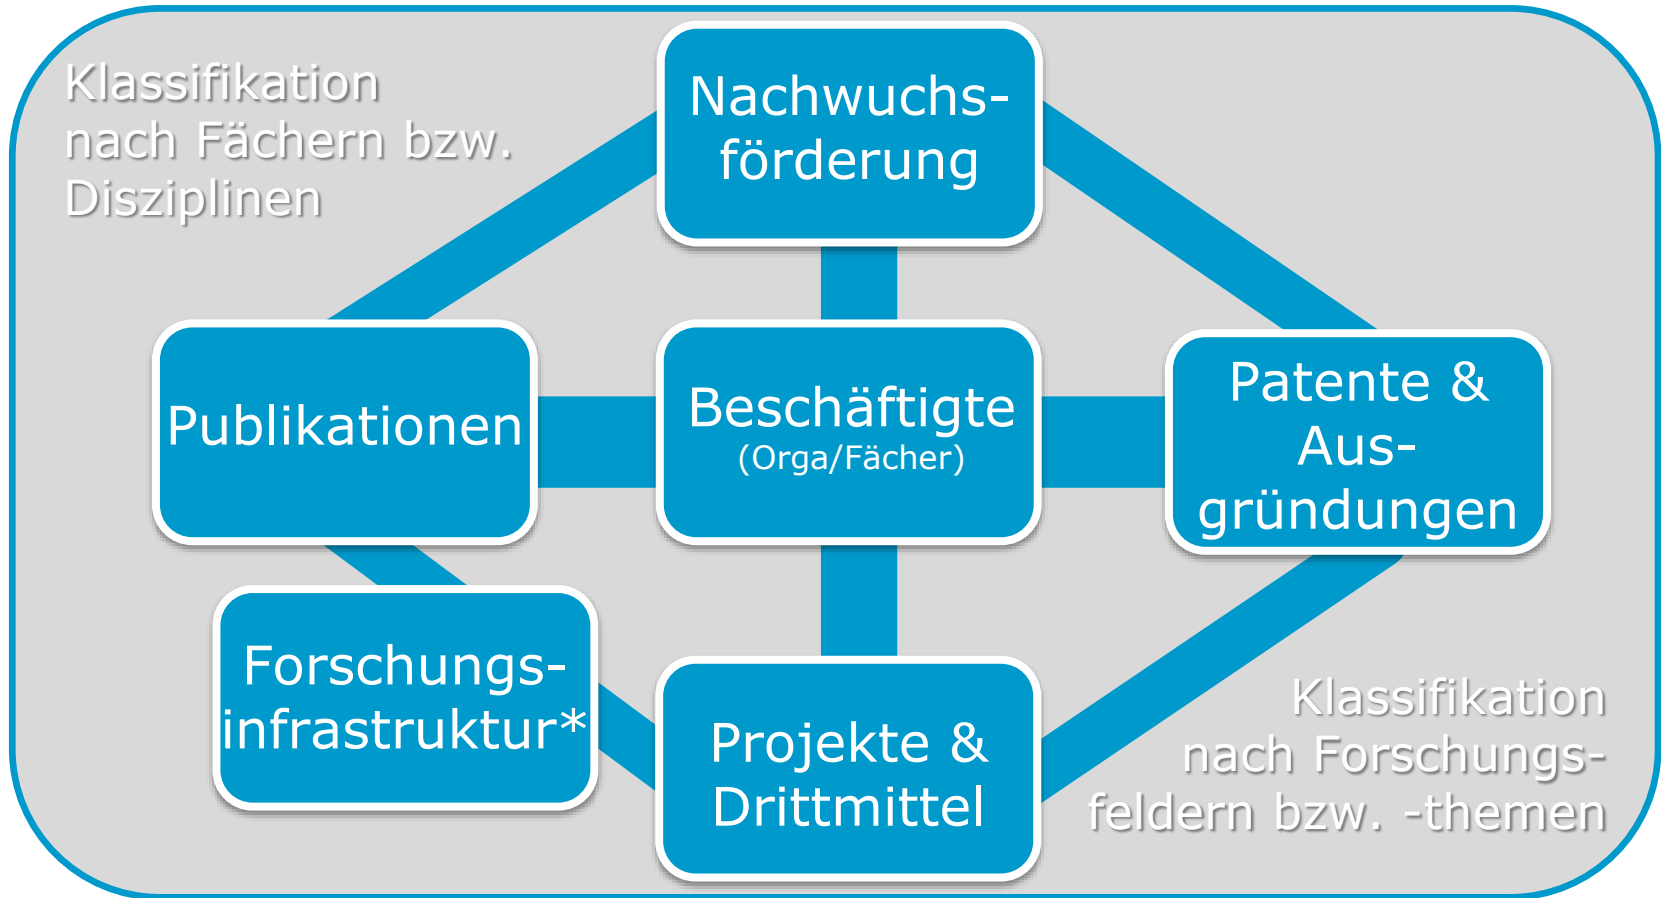 Klassifikation
nach Fächern bzw.
Disziplinen
Nachwuchs-
förderung
Publikationen
Beschäftigte
(Orga/Fächer)
Patente &
Aus-
gründungen
Forschungs-
infrastruktur*
Projekte &
Drittmittel
Klassifikation
nach Forschungs-
feldern bzw. -themen